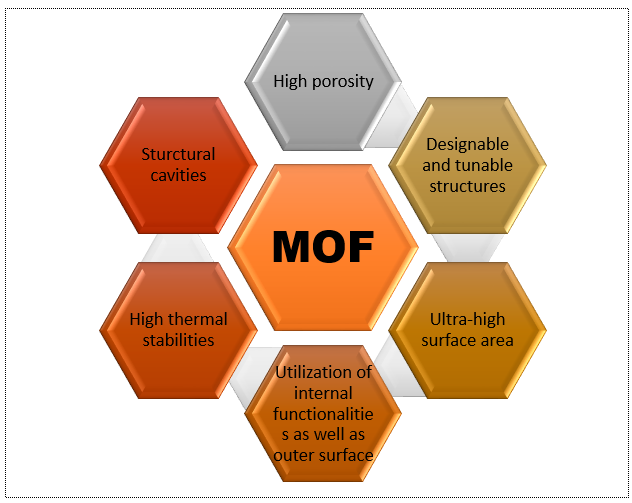 High porosity
Designable
and tunable
structures
Ultra-high
surface area
Utilization of
internal
functionalitie
s as well as
outer surface
High thermal
stabilities
Sturctural
cavities
MOF